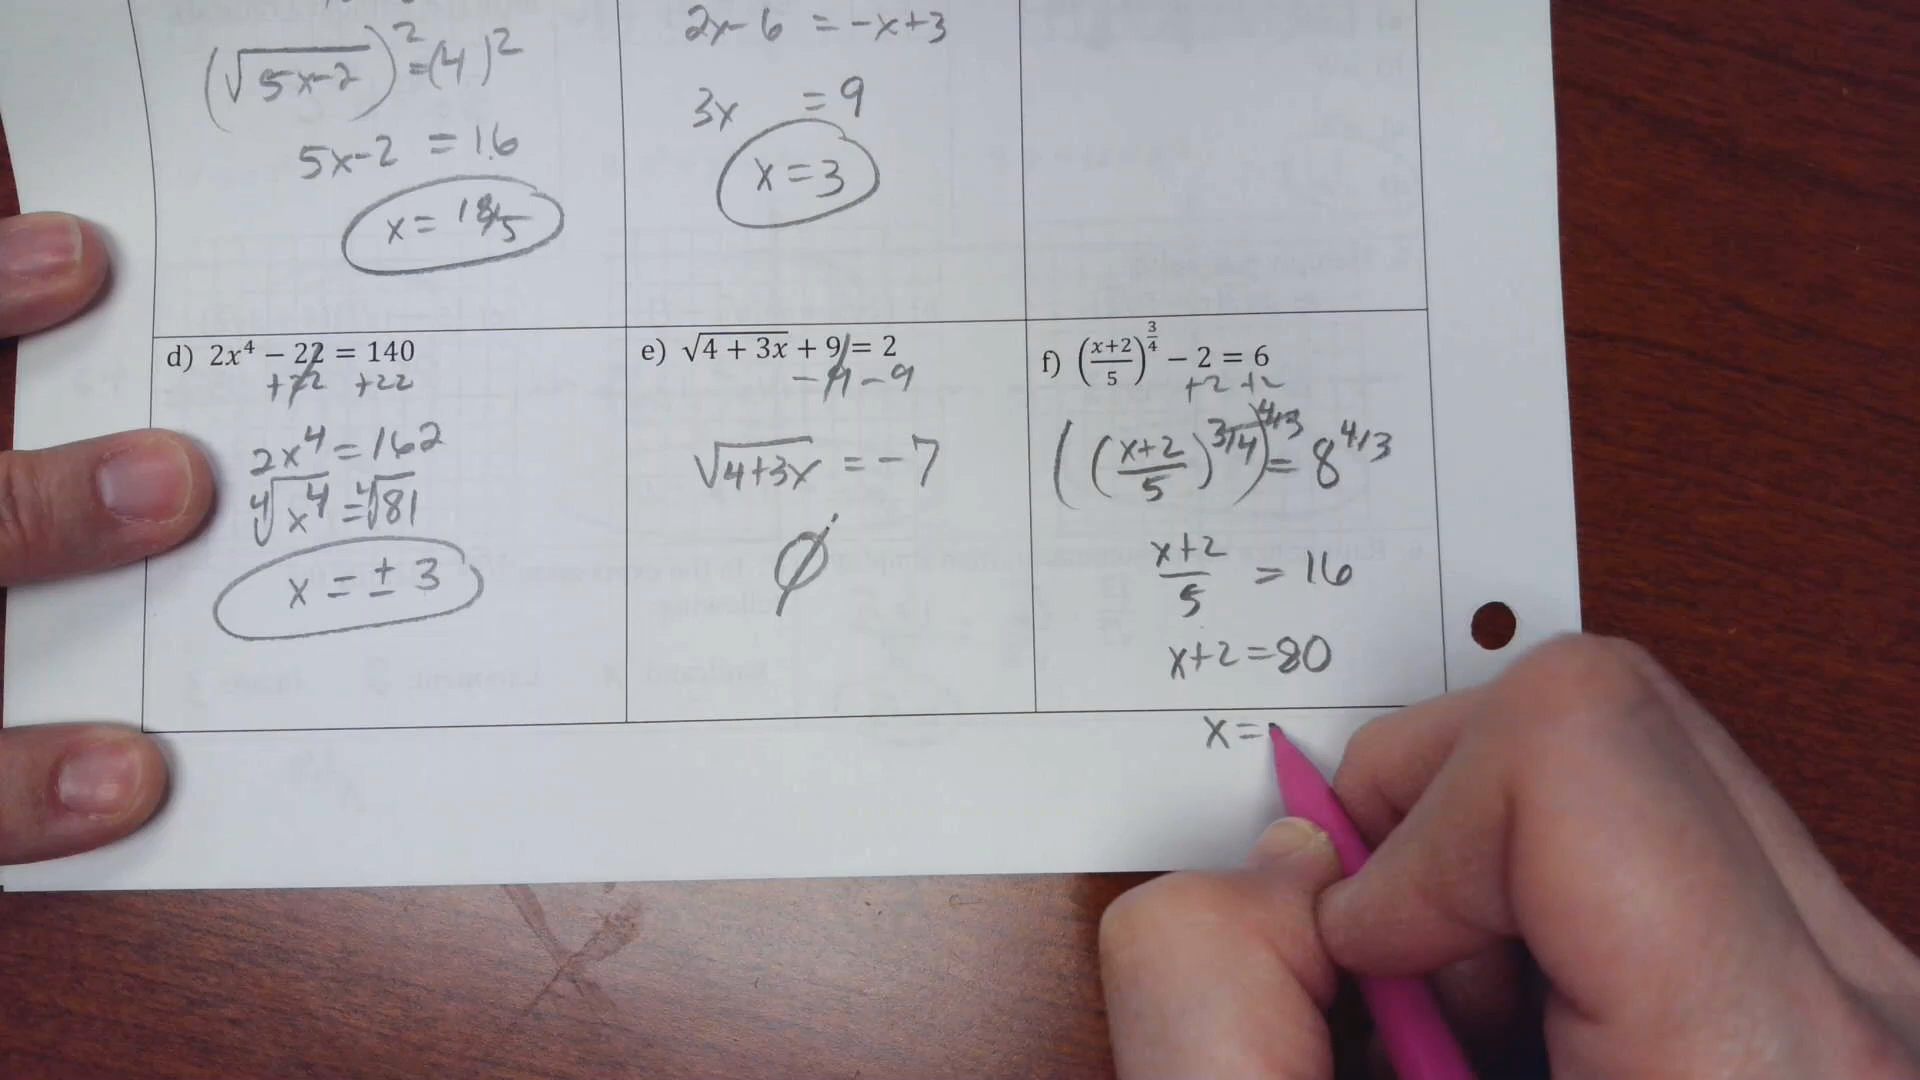 (√5x-2)² = (4)²
5x-2 = 16
x = 18/5
2x-6 = -x+3
3x = 9
x = 3
d) 2x⁴ − 22 = 140
+22 +22
2x⁴ = 162
⁴√x⁴ = ⁴√81
x = ± 3
e) √4 + 3x + 9 = 2
-9 -9
√4+3x = -7
∅
f) (x+2/5)^3/4 − 2 = 6
+2 +2
((x+2/5)^3/4)^4/3 = 8^4/3
x+2/5 = 16
x+2 = 80
x =